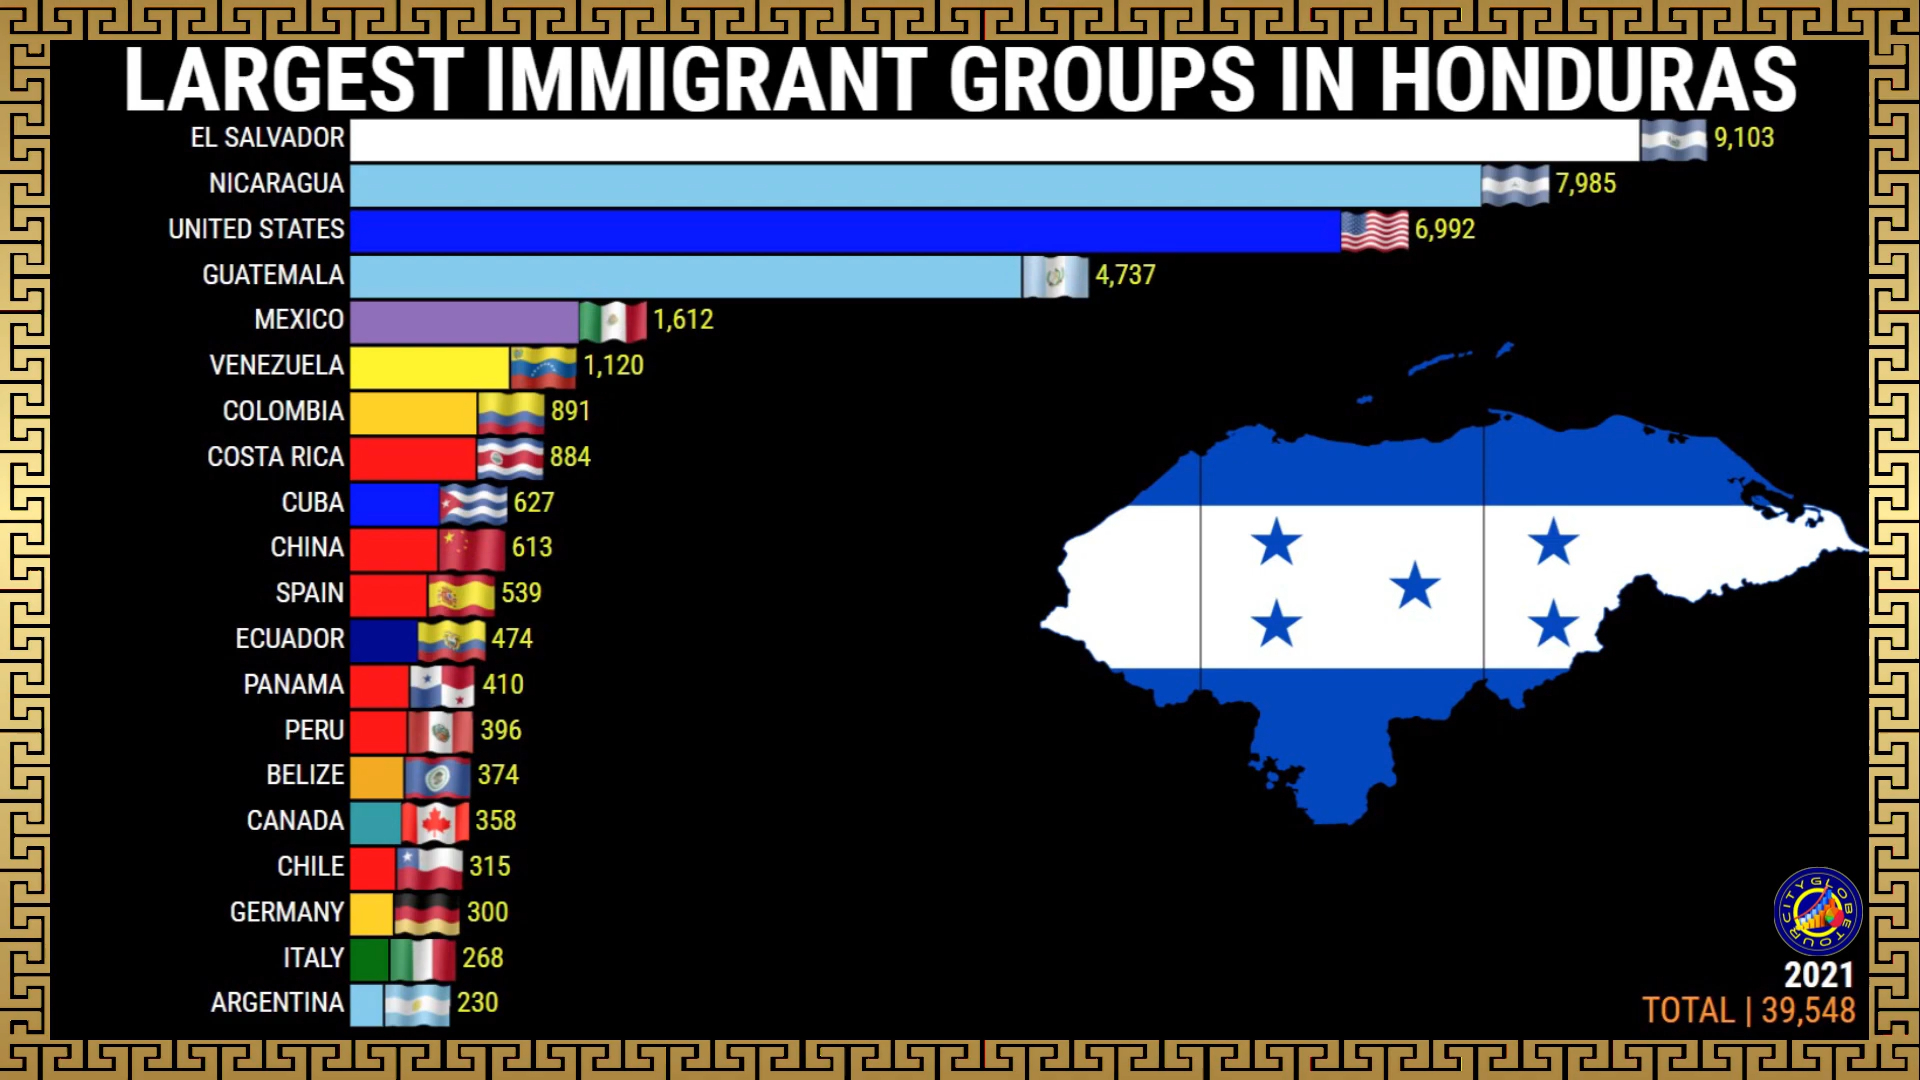 LARGEST IMMIGRANT GROUPS IN HONDURAS
EL SALVADOR 9,103
NICARAGUA 7,985
UNITED STATES 6,992
GUATEMALA 4,737
MEXICO 1,612
VENEZUELA 1,120
COLOMBIA 891
COSTA RICA 884
CUBA 627
CHINA 613
SPAIN 539
ECUADOR 474
PANAMA 410
PERU 396
BELIZE 374
CANADA 358
CHILE 315
GERMANY 300
ITALY 268
ARGENTINA 230
CITYGLOBETOUR
2021
TOTAL | 39,548